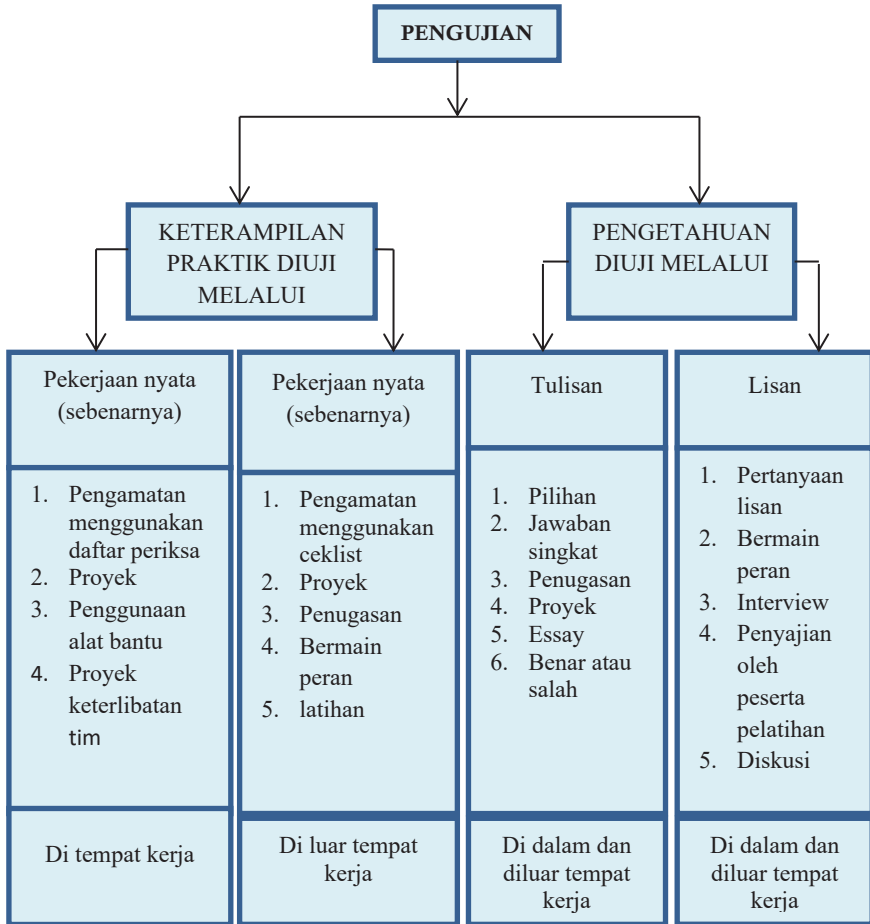 PENGUJIAN
KETERAMPILAN
PRAKTIK DIUJI
MELALUI
PENGETAHUAN
DIUJI MELALUI
Pekerjaan nyata
(sebenarnya)
1. Pengamatan
menggunakan
daftar periksa
2. Proyek
3. Penggunaan
alat bantu
4. Proyek
keterlibatan
tim
Di tempat kerja
Pekerjaan nyata
(sebenarnya)
1. Pengamatan
menggunakan
ceklist
2. Proyek
3. Penugasan
4. Bermain
peran
5. latihan
Di luar tempat
kerja
Tulisan
1. Pilihan
2. Jawaban
singkat
3. Penugasan
4. Proyek
5. Essay
6. Benar atau
salah
Di dalam dan
diluar tempat
kerja
Lisan
1. Pertanyaan
lisan
2. Bermain
peran
3. Interview
4. Penyajian
oleh
peserta
pelatihan
5. Diskusi
Di dalam dan
diluar tempat
kerja